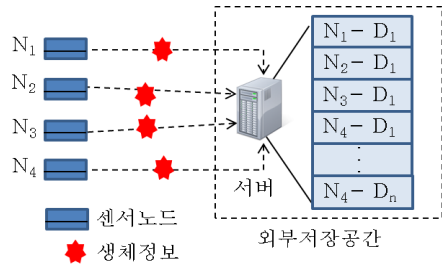 N₁
N₂
N₃
N₄
서버
N₁ – D₁
N₂ – D₁
N₃ – D₁
N₄ – D₁
⋮
N₄ – Dₙ
센서노드
생체정보
외부저장공간